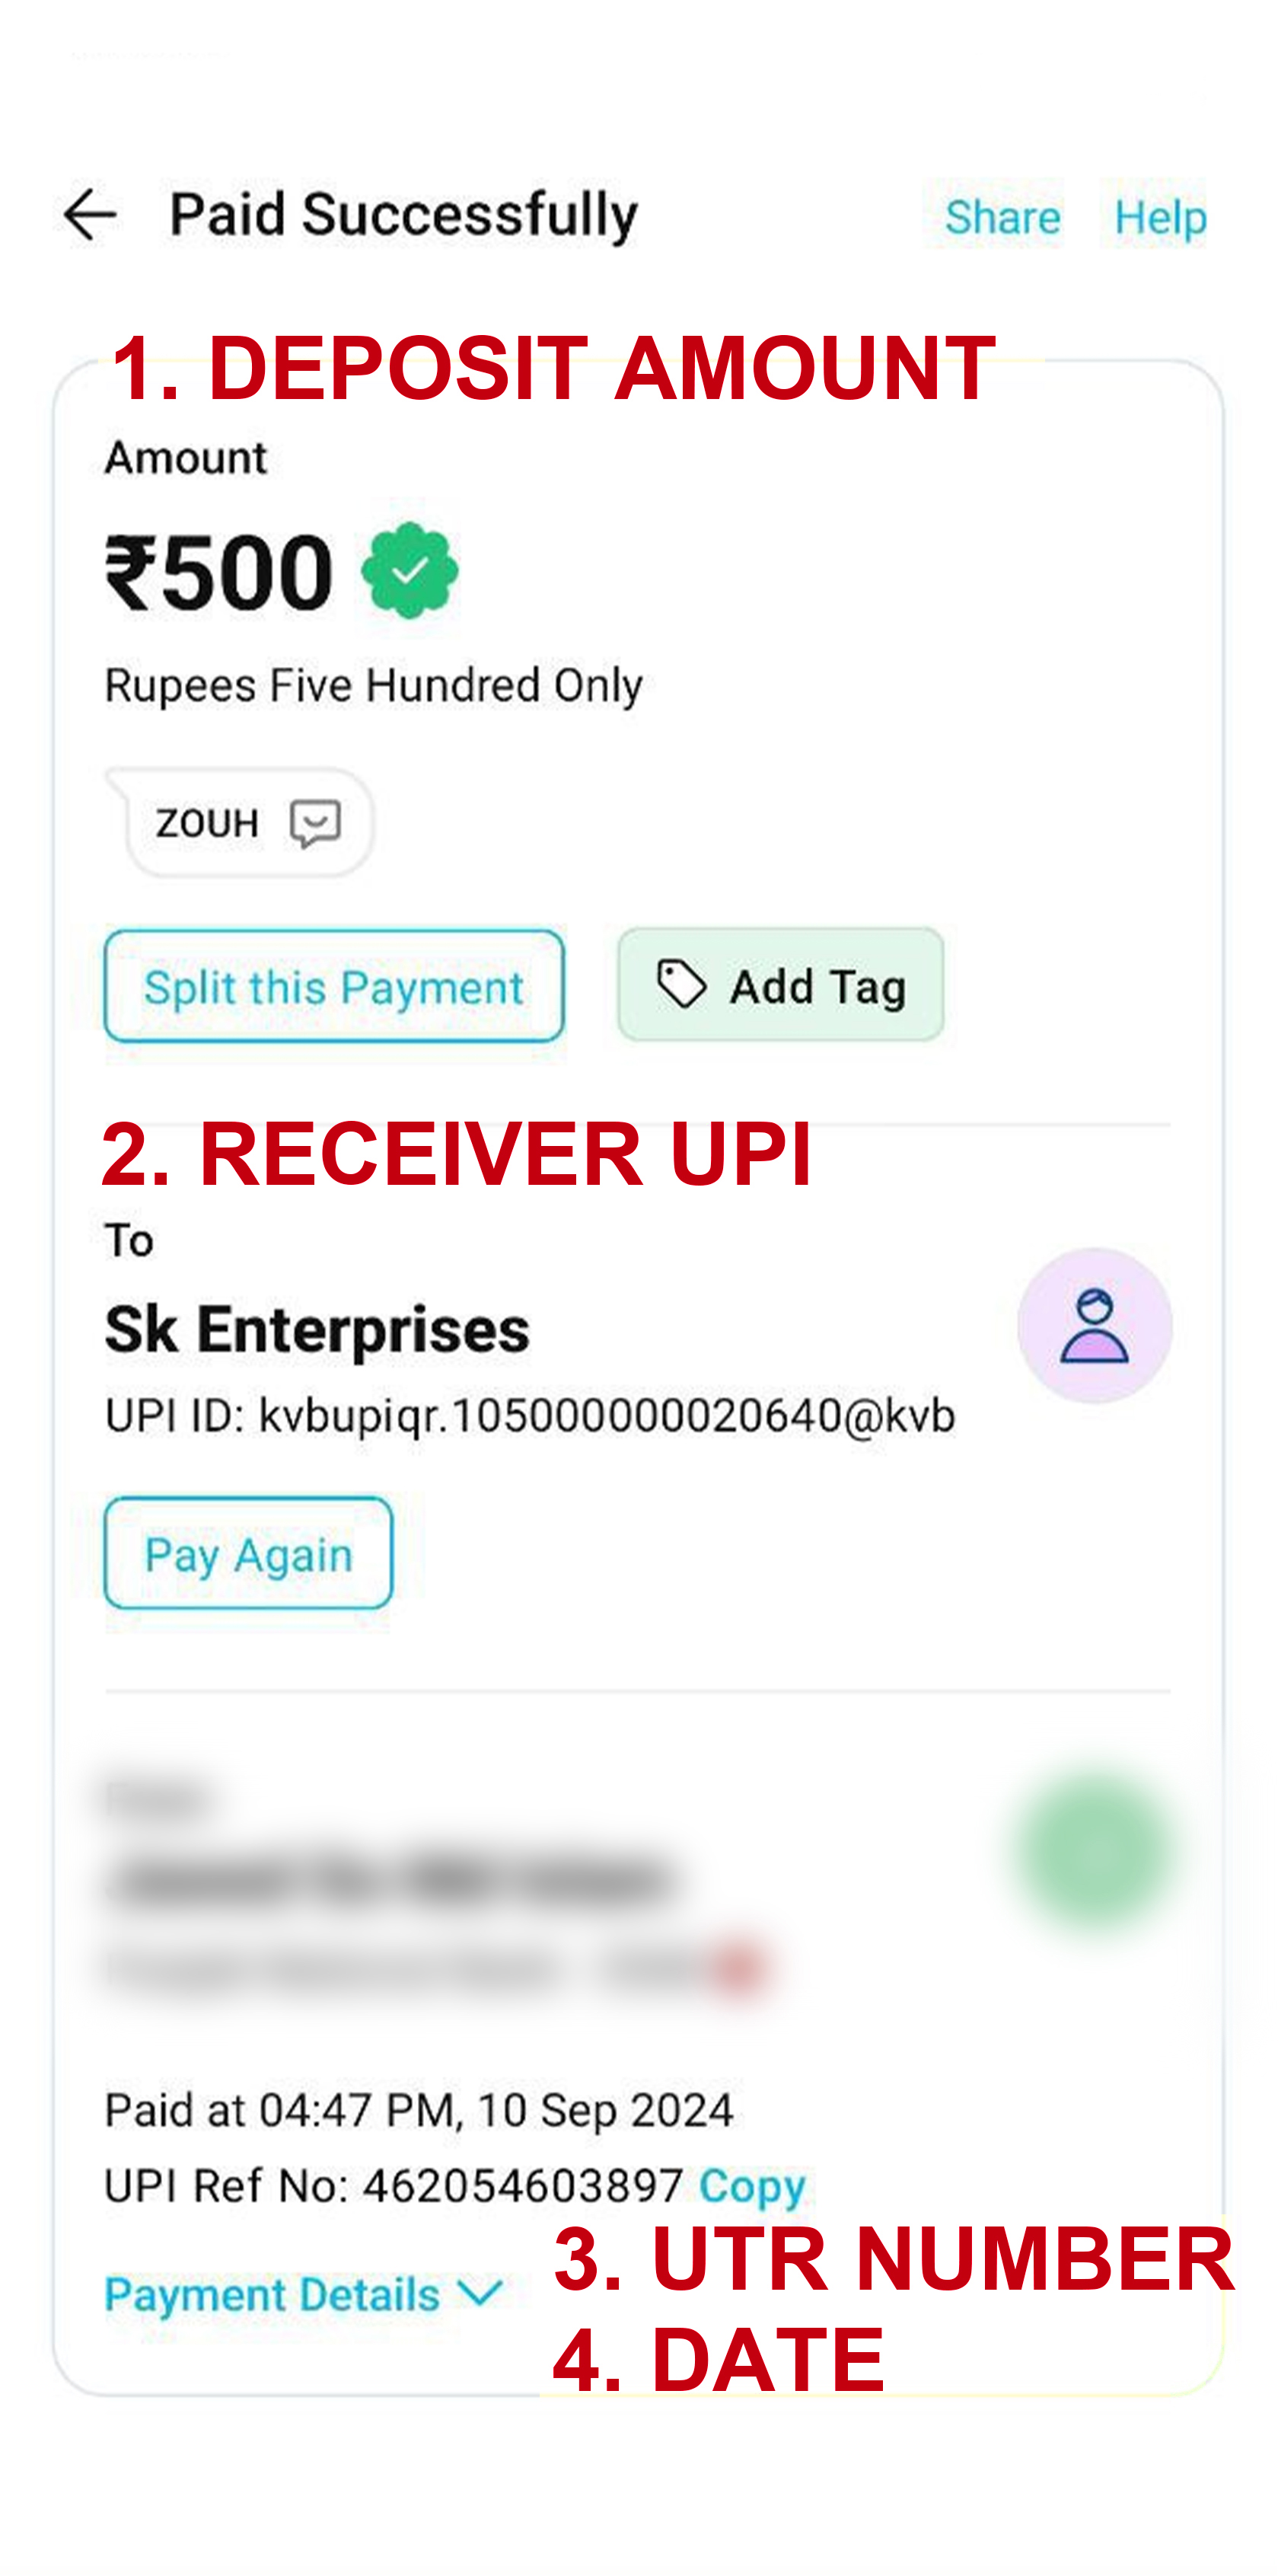 Paid Successfully Share Help
1. DEPOSIT AMOUNT
Amount
₹500
Rupees Five Hundred Only
ZOUH
Split this Payment Add Tag
2. RECEIVER UPI
To
Sk Enterprises
UPI ID: kvbupiqr.105000000020640@kvb
Pay Again
Paid at 04:47 PM, 10 Sep 2024
UPI Ref No: 462054603897 Copy
3. UTR NUMBER
Payment Details
4. DATE